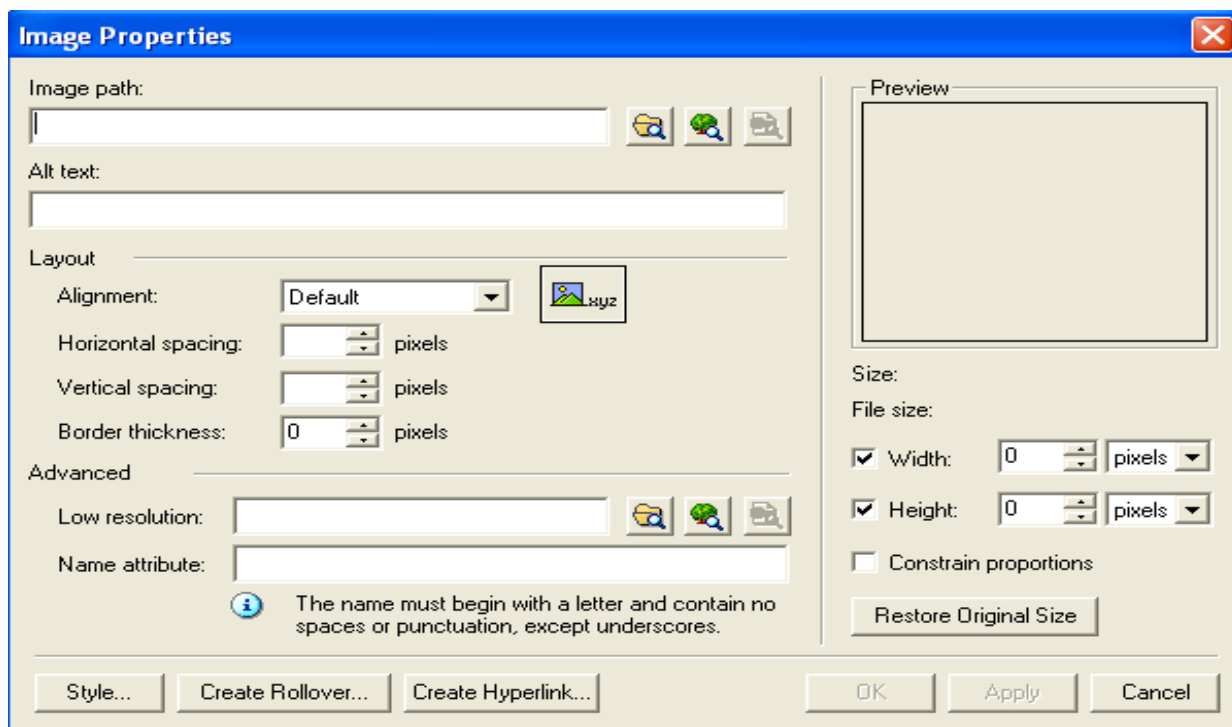 Image Properties
Image path:
Alt text:
Layout
Alignment: Default xyz
Horizontal spacing: pixels
Vertical spacing: pixels
Border thickness: 0 pixels
Advanced
Low resolution:
Name attribute:
The name must begin with a letter and contain no
spaces or punctuation, except underscores.
Preview
Size:
File size:
Width: 0 pixels
Height: 0 pixels
Constrain proportions
Restore Original Size
Style... Create Rollover... Create Hyperlink... OK Apply Cancel